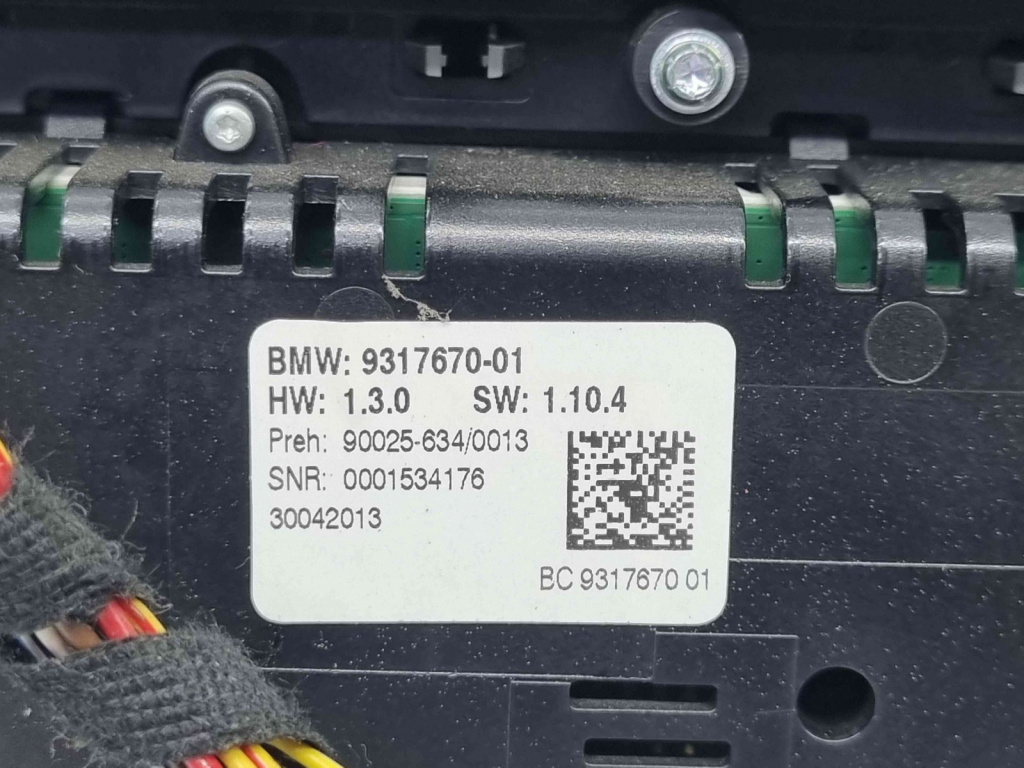 BMW: 9317670-01
HW: 1.3.0 SW: 1.10.4
Preh: 90025-634/0013
SNR: 0001534176
30042013
BC 9317670 01